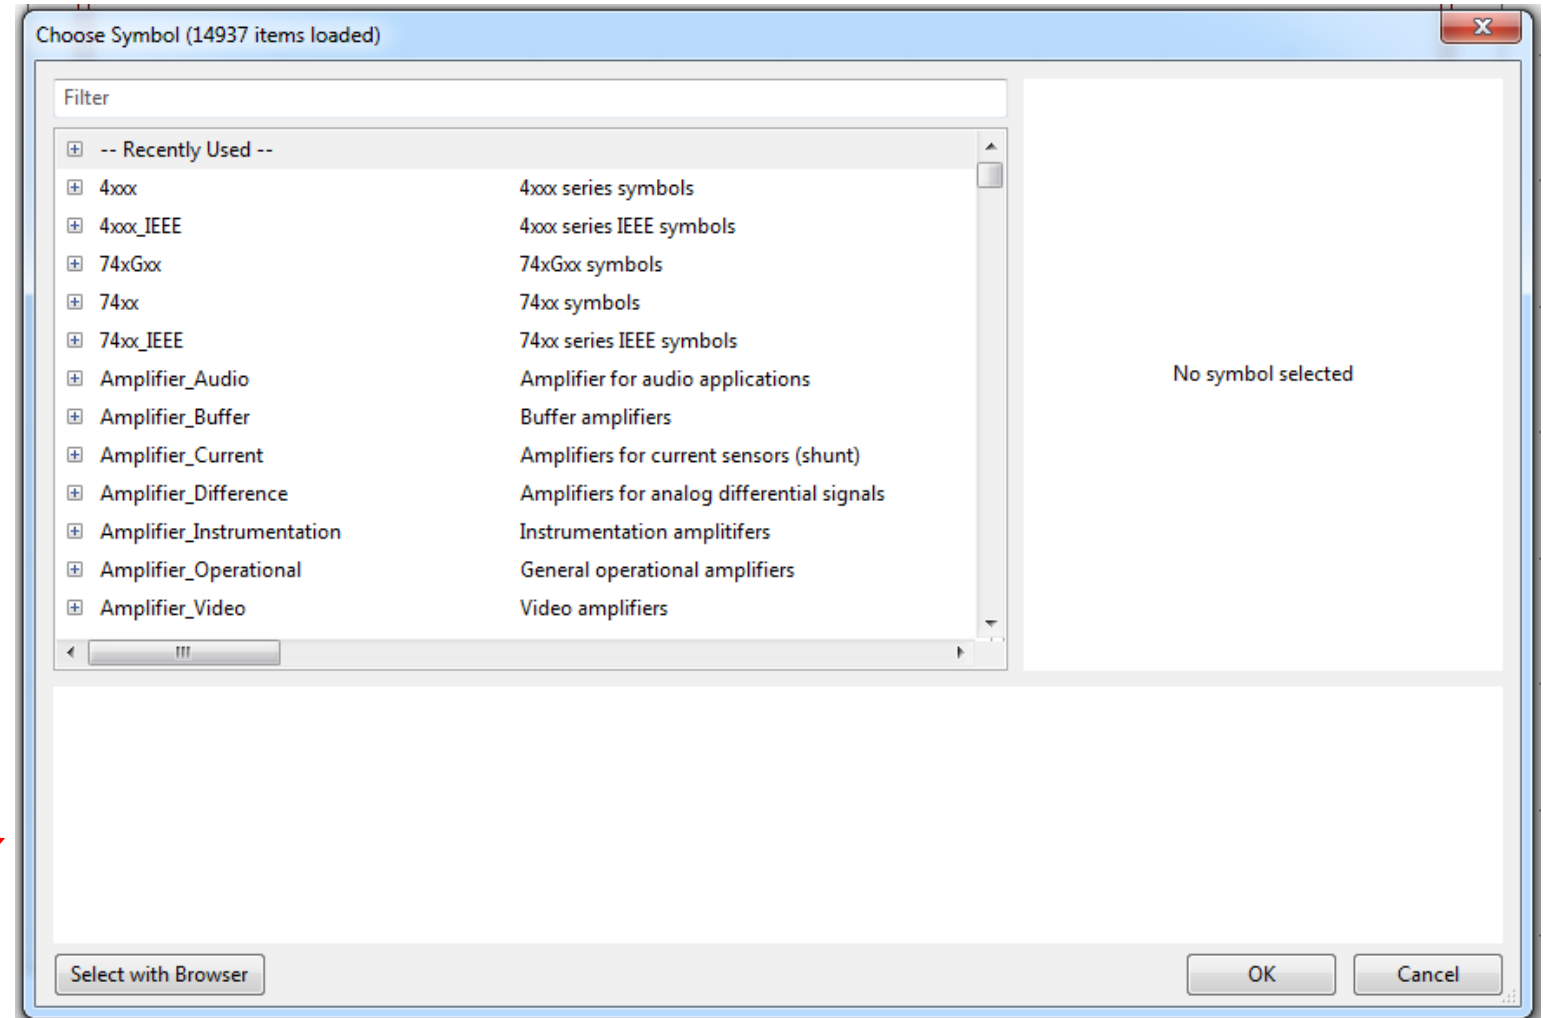 Choose Symbol (14937 items loaded)
Filter
-- Recently Used --
4xxx 4xxx series symbols
4xxx_IEEE 4xxx series IEEE symbols
74xGxx 74xGxx symbols
74xx 74xx symbols
74xx_IEEE 74xx series IEEE symbols
Amplifier_Audio Amplifier for audio applications
Amplifier_Buffer Buffer amplifiers
Amplifier_Current Amplifiers for current sensors (shunt)
Amplifier_Difference Amplifiers for analog differential signals
Amplifier_Instrumentation Instrumentation amplitifers
Amplifier_Operational General operational amplifiers
Amplifier_Video Video amplifiers
No symbol selected
Select with Browser
OK
Cancel